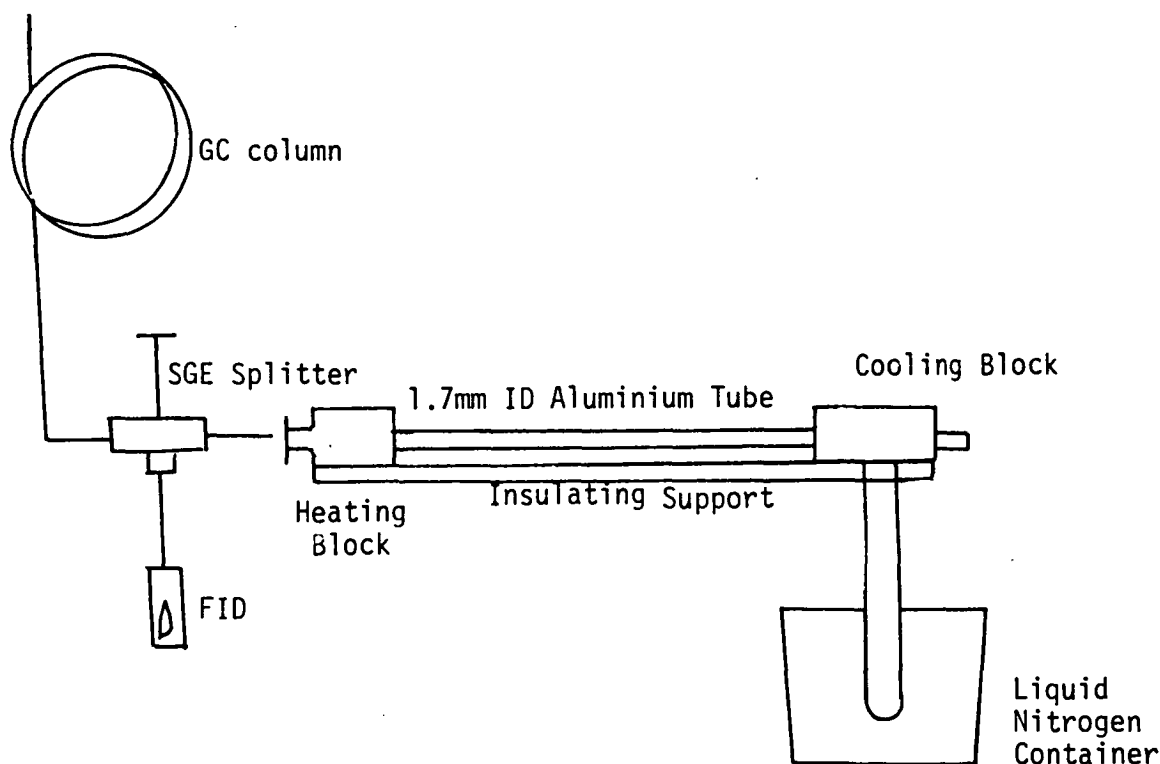 GC column
SGE Splitter
Cooling Block
1.7mm ID Aluminium Tube
Insulating Support
Heating
Block
FID
Liquid
Nitrogen
Container